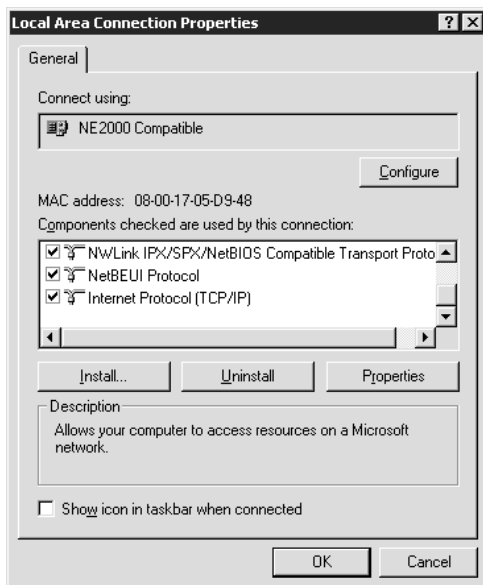 Local Area Connection Properties
General
Connect using:
NE2000 Compatible
Configure
MAC address: 08-00-17-05-D9-48
Components checked are used by this connection:
NWLink IPX/SPX/NetBIOS Compatible Transport Proto
NetBEUI Protocol
Internet Protocol (TCP/IP)
Install... Uninstall Properties
Description
Allows your computer to access resources on a Microsoft
network.
Show icon in taskbar when connected
OK Cancel